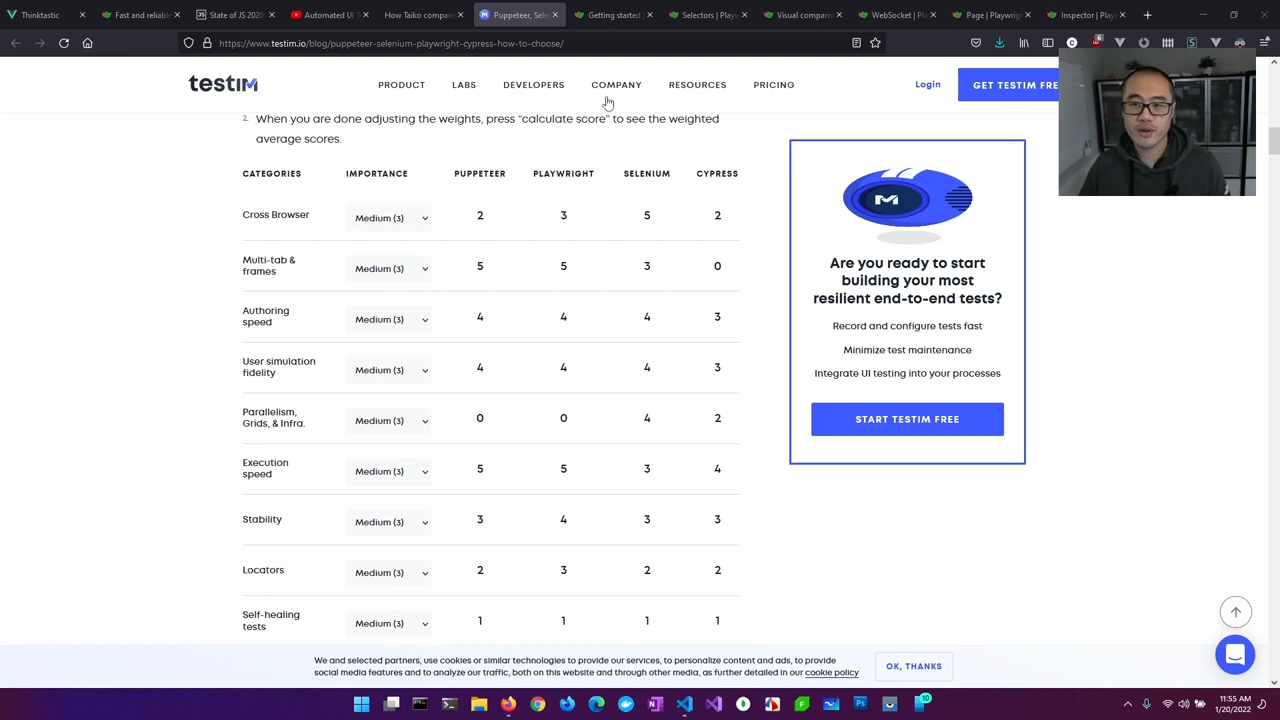 Thinktastic
Fast and reliable
State of JS 2020:
Automated UI T
How Taiko compar
Puppeteer, Sele
Getting started
Selectors | Playw
Visual comparis
WebSocket | Play
Page | Playwrigh
Inspector | Playw
https://www.testim.io/blog/puppeteer-selenium-playwright-cypress-how-to-choose/
testim
PRODUCT
LABS
DEVELOPERS
COMPANY
RESOURCES
PRICING
Login
GET TESTIM FRE
2. When you are done adjusting the weights, press "calculate score" to see the weighted
average scores.
CATEGORIES IMPORTANCE PUPPETEER PLAYWRIGHT SELENIUM CYPRESS
Cross Browser Medium (3) 2 3 5 2
Multi-tab &
frames Medium (3) 5 5 3 0
Authoring
speed Medium (3) 4 4 4 3
User simulation
fidelity Medium (3) 4 4 4 3
Parallelism,
Grids, & Infra. Medium (3) 0 0 4 2
Execution
speed Medium (3) 5 5 3 4
Stability Medium (3) 3 4 3 3
Locators Medium (3) 2 3 2 2
Self-healing
tests Medium (3) 1 1 1 1
Are you ready to start
building your most
resilient end-to-end tests?
Record and configure tests fast
Minimize test maintenance
Integrate UI testing into your processes
START TESTIM FREE
We and selected partners, use cookies or similar technologies to provide our services, to personalize content and ads, to provide
social media features and to analyze our traffic, both on this website and through other media, as further detailed in our cookie policy
OK, THANKS
11:55 AM
1/20/2022